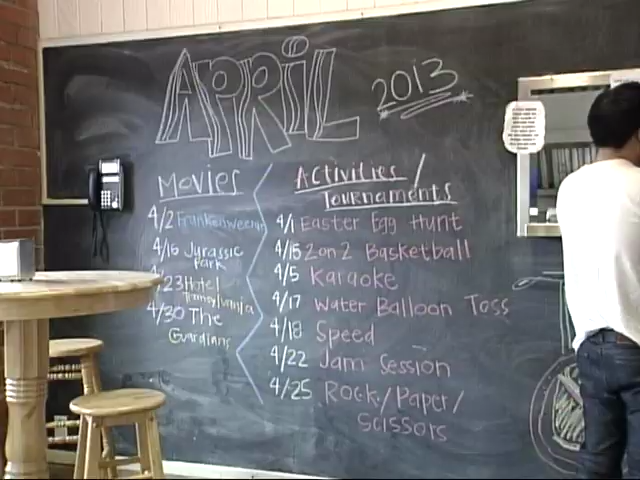 APRIL 2013
Movies
4/2 Frankenweenie
4/16 Jurassic
Park
4/23 Hotel
Transylvania
4/30 The
Guardians
Activities /
Tournaments
4/1 Easter Egg Hunt
4/15 2on2 Basketball
4/5 Karaoke
4/17 Water Balloon Toss
4/18 Speed
4/22 Jam Session
4/25 Rock/Paper/
Scissors